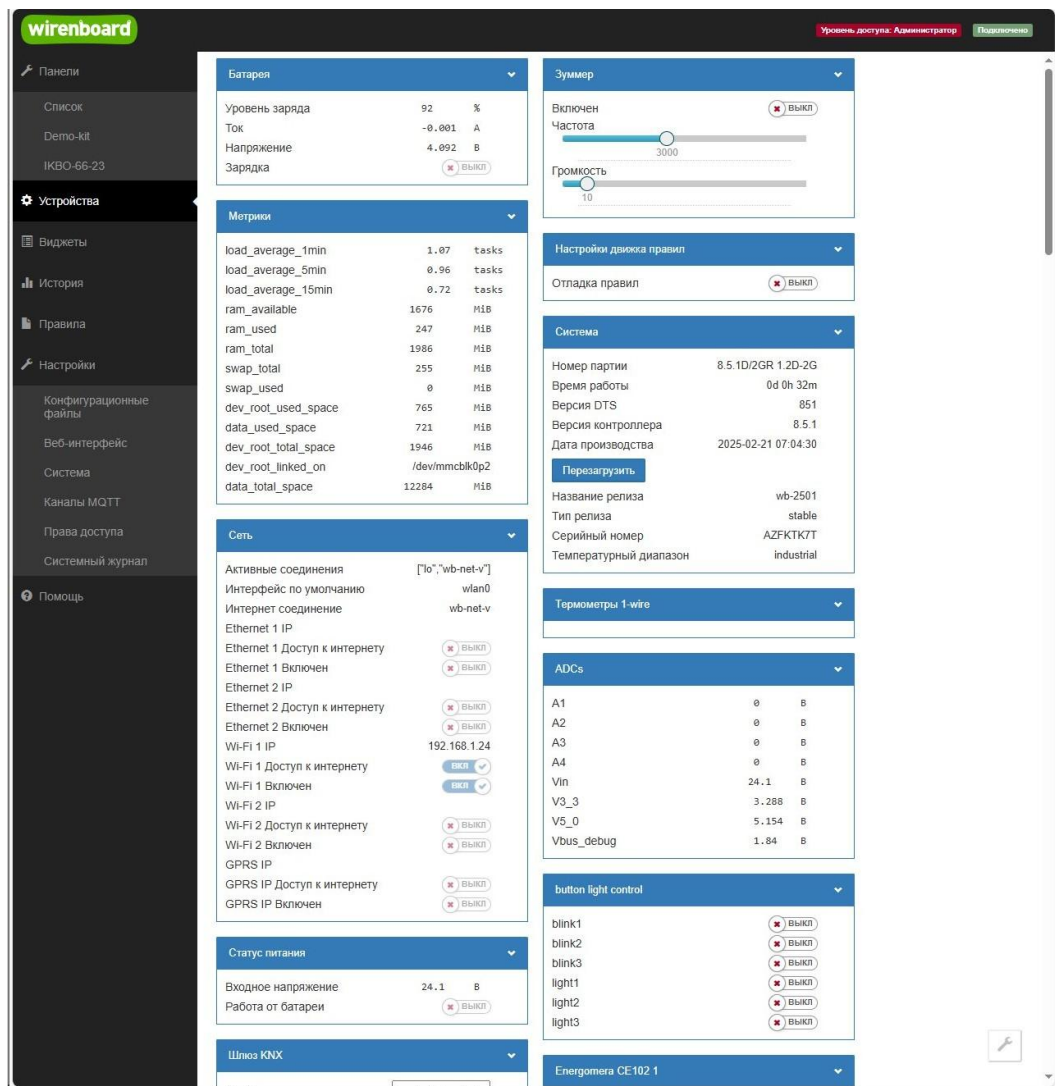 wirenboard
Уровень доступа: Администратор
Подключено
Панели
Список
Demo-kit
IKBO-66-23
Устройства
Виджеты
История
Правила
Настройки
Конфигурационные
файлы
Веб-интерфейс
Система
Каналы MQTT
Права доступа
Системный журнал
Помощь
Батарея
Уровень заряда 92 %
Ток -0.001 А
Напряжение 4.092 В
Зарядка ВЫКЛ
Метрики
load_average_1min 1.07 tasks
load_average_5min 0.96 tasks
load_average_15min 0.72 tasks
ram_available 1676 MiB
ram_used 247 MiB
ram_total 1986 MiB
swap_total 255 MiB
swap_used 0 MiB
dev_root_used_space 765 MiB
data_used_space 721 MiB
dev_root_total_space 1946 MiB
dev_root_linked_on /dev/mmcblk0p2
data_total_space 12284 MiB
Сеть
Активные соединения ["lo","wb-net-v"]
Интерфейс по умолчанию wlan0
Интернет соединение wb-net-v
Ethernet 1 IP
Ethernet 1 Доступ к интернету ВЫКЛ
Ethernet 1 Включен ВЫКЛ
Ethernet 2 IP
Ethernet 2 Доступ к интернету ВЫКЛ
Ethernet 2 Включен ВЫКЛ
Wi-Fi 1 IP 192.168.1.24
Wi-Fi 1 Доступ к интернету ВКЛ
Wi-Fi 1 Включен ВКЛ
Wi-Fi 2 IP
Wi-Fi 2 Доступ к интернету ВЫКЛ
Wi-Fi 2 Включен ВЫКЛ
GPRS IP
GPRS IP Доступ к интернету ВЫКЛ
GPRS IP Включен ВЫКЛ
Статус питания
Входное напряжение 24.1 В
Работа от батареи ВЫКЛ
Шлюз KNX
Зуммер
Включен ВЫКЛ
Частота
3000
Громкость
10
Настройки движка правил
Отладка правил ВЫКЛ
Система
Номер партии 8.5.1D/2GR 1.2D-2G
Время работы 0d 0h 32m
Версия DTS 851
Версия контроллера 8.5.1
Дата производства 2025-02-21 07:04:30
Перезагрузить
Название релиза wb-2501
Тип релиза stable
Серийный номер AZFKTK7T
Температурный диапазон industrial
Термометры 1-wire
ADCs
A1 0 В
A2 0 В
A3 0 В
A4 0 В
Vin 24.1 В
V3_3 3.288 В
V5_0 5.154 В
Vbus_debug 1.84 В
button light control
blink1 ВЫКЛ
blink2 ВЫКЛ
blink3 ВЫКЛ
light1 ВЫКЛ
light2 ВЫКЛ
light3 ВЫКЛ
Energomera CE102 1